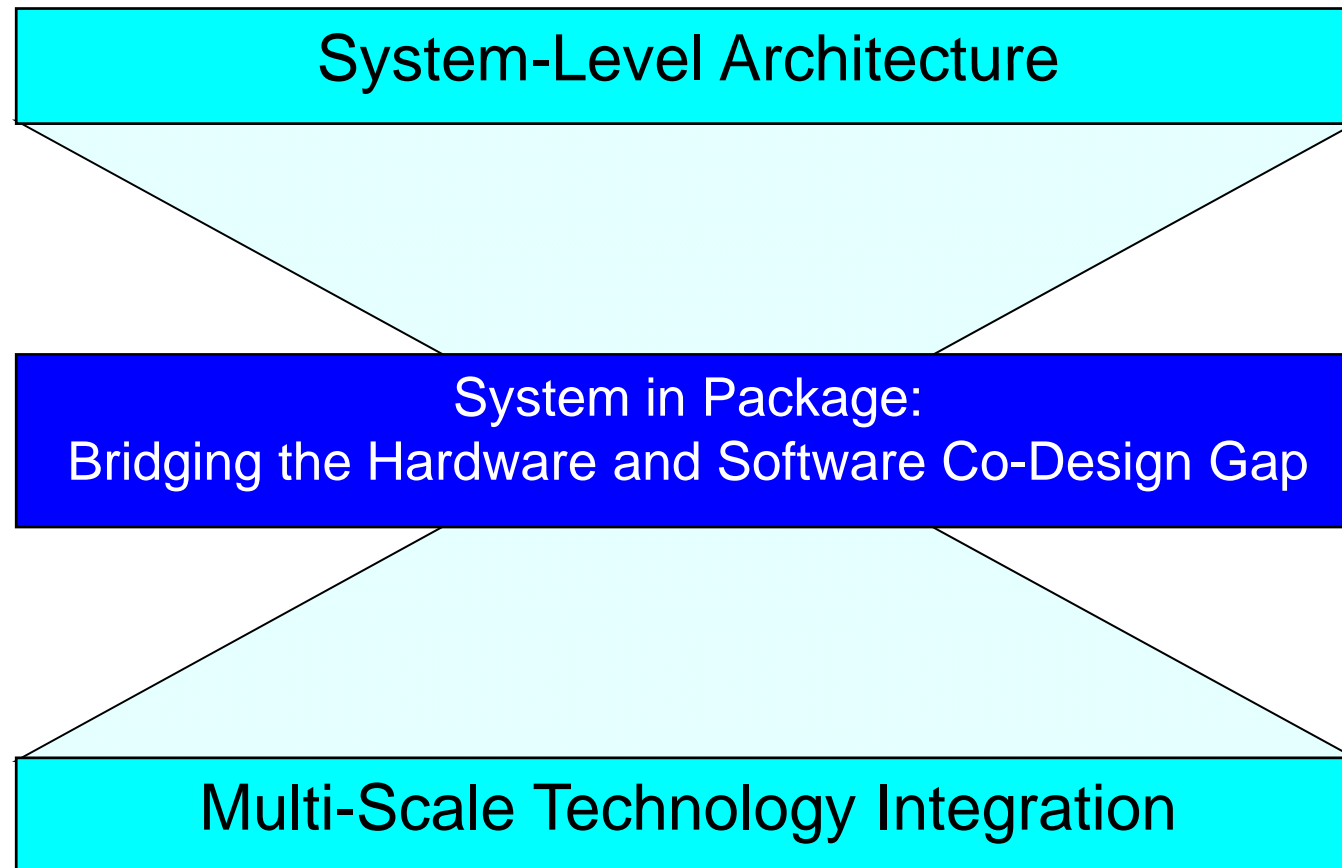 System-Level Architecture
System in Package:
Bridging the Hardware and Software Co-Design Gap
Multi-Scale Technology Integration